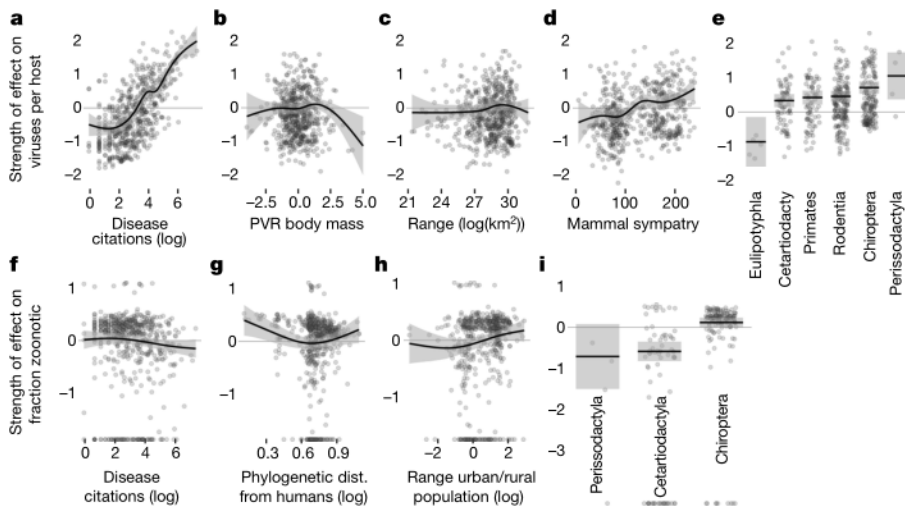 a b c d e
Strength of effect on
viruses per host
2
1
0
−1
−2
0 2 4 6
Disease
citations (log)
2
1
0
−1
−2
−2.5 0.0 2.5 5.0
PVR body mass
2
1
0
−1
−2
21 24 27 30
Range (log(km²))
2
1
0
−1
−2
0 100 200
Mammal sympatry
2
1
0
−1
−2
Eulipotyphla
Cetartiodacty
Primates
Rodentia
Chiroptera
Perissodactyla
f g h i
Strength of effect on
fraction zoonotic
1
0
−1
0 2 4 6
Disease
citations (log)
1
0
−1
0.3 0.6 0.9
Phylogenetic dist.
from humans (log)
1
0
−1
−2 0 2
Range urban/rural
population (log)
1
0
−1
−2
−3
Perissodactyla
Cetartiodactyla
Chiroptera